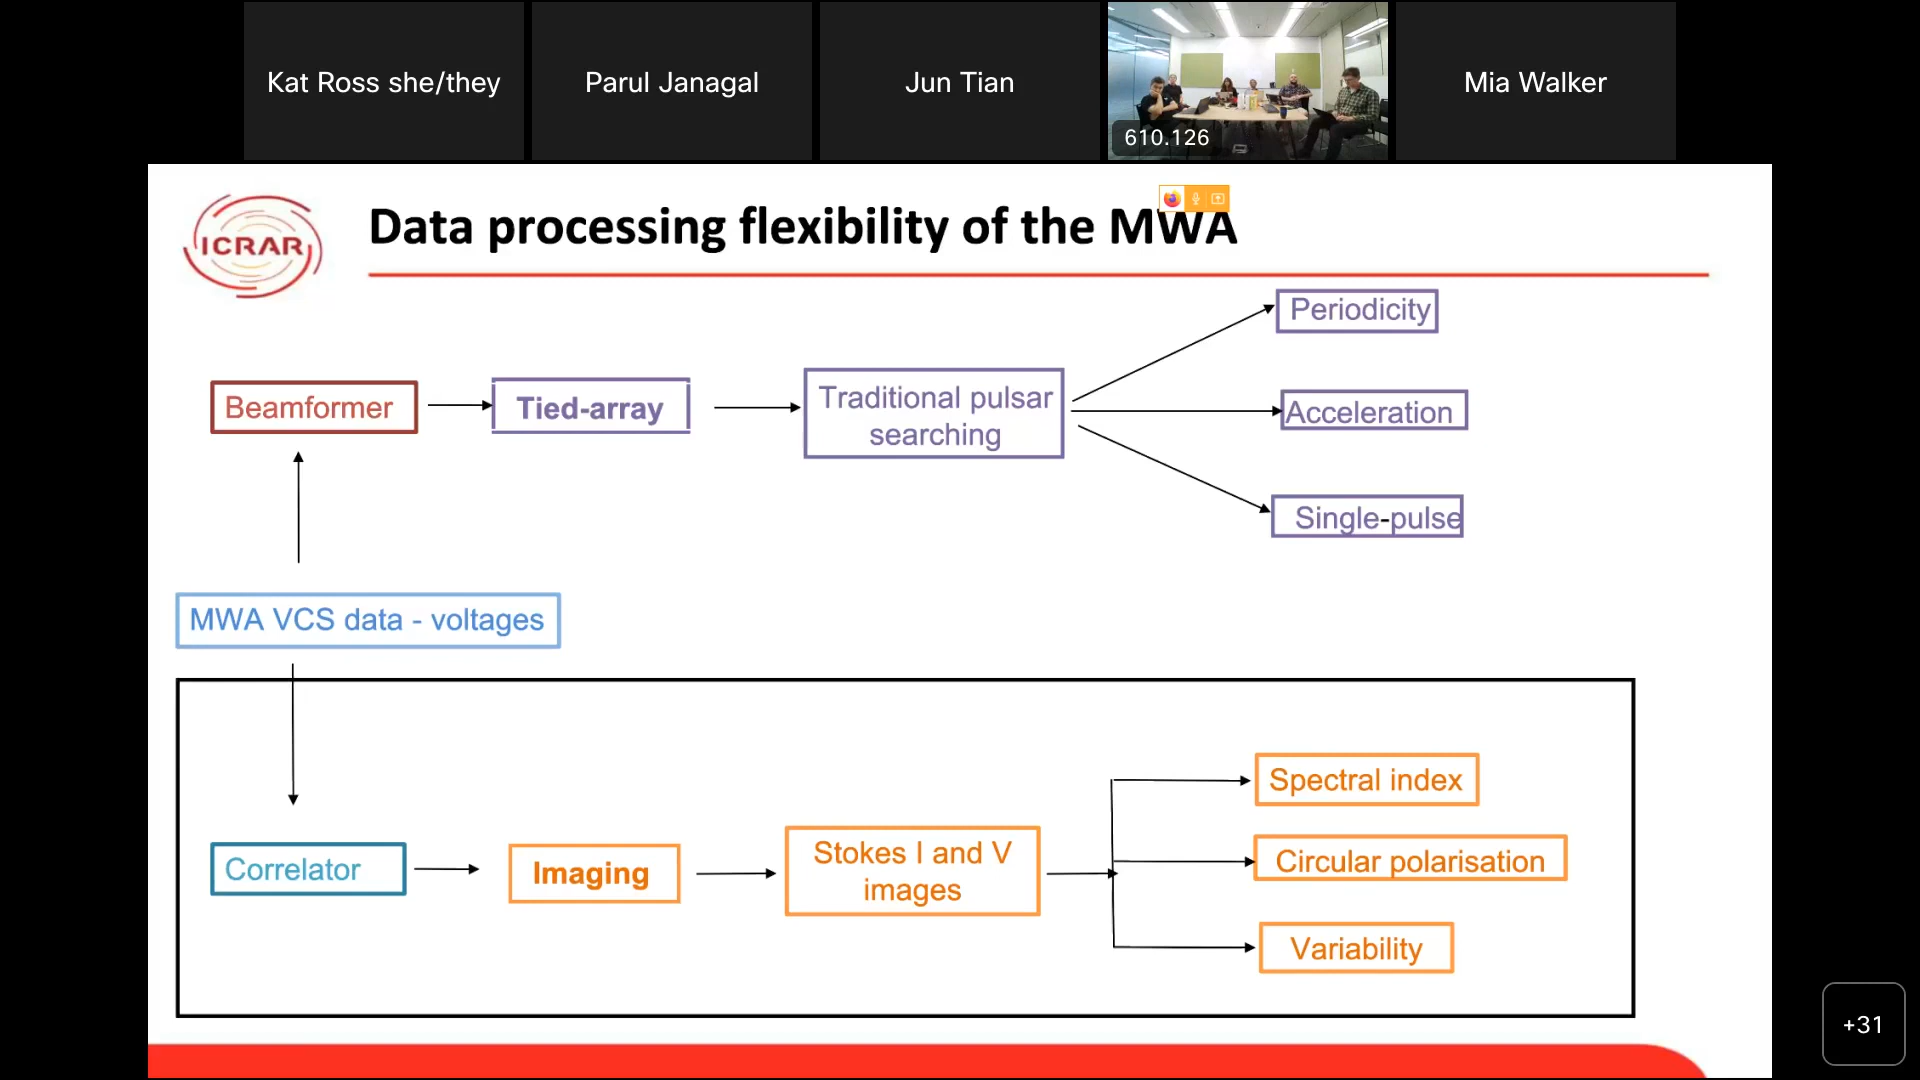 Kat Ross she/they
Parul Janagal
Jun Tian
610.126
Mia Walker
ICRAR
Data processing flexibility of the MWA
Periodicity
Beamformer
Tied-array
Traditional pulsar
searching
Acceleration
Single-pulse
MWA VCS data - voltages
Spectral index
Correlator
Imaging
Stokes I and V
images
Circular polarisation
Variability
+31